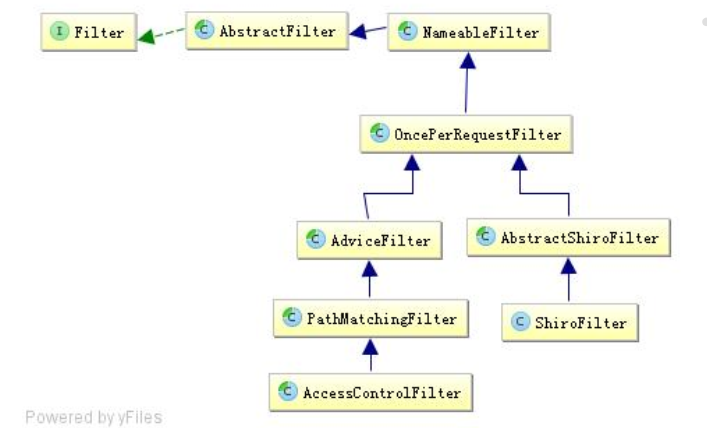 I Filter
C AbstractFilter
C NameableFilter
C OncePerRequestFilter
C AdviceFilter
C AbstractShiroFilter
C PathMatchingFilter
C ShiroFilter
C AccessControlFilter
Powered by yFiles